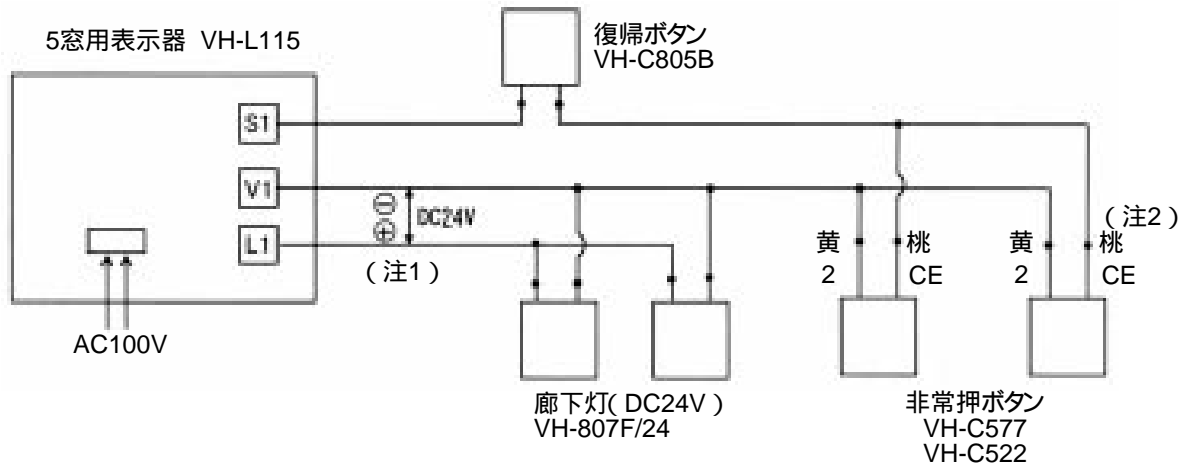 5窓用表示器 VH-L115
復帰ボタン
VH-C805B
S1
V1
⊖
DC24V
⊕
L1
(注1)
AC100V
(注2)
黄 桃 黄 桃
2 CE 2 CE
廊下灯(DC24V)
VH-807F/24
非常押ボタン
VH-C577
VH-C522